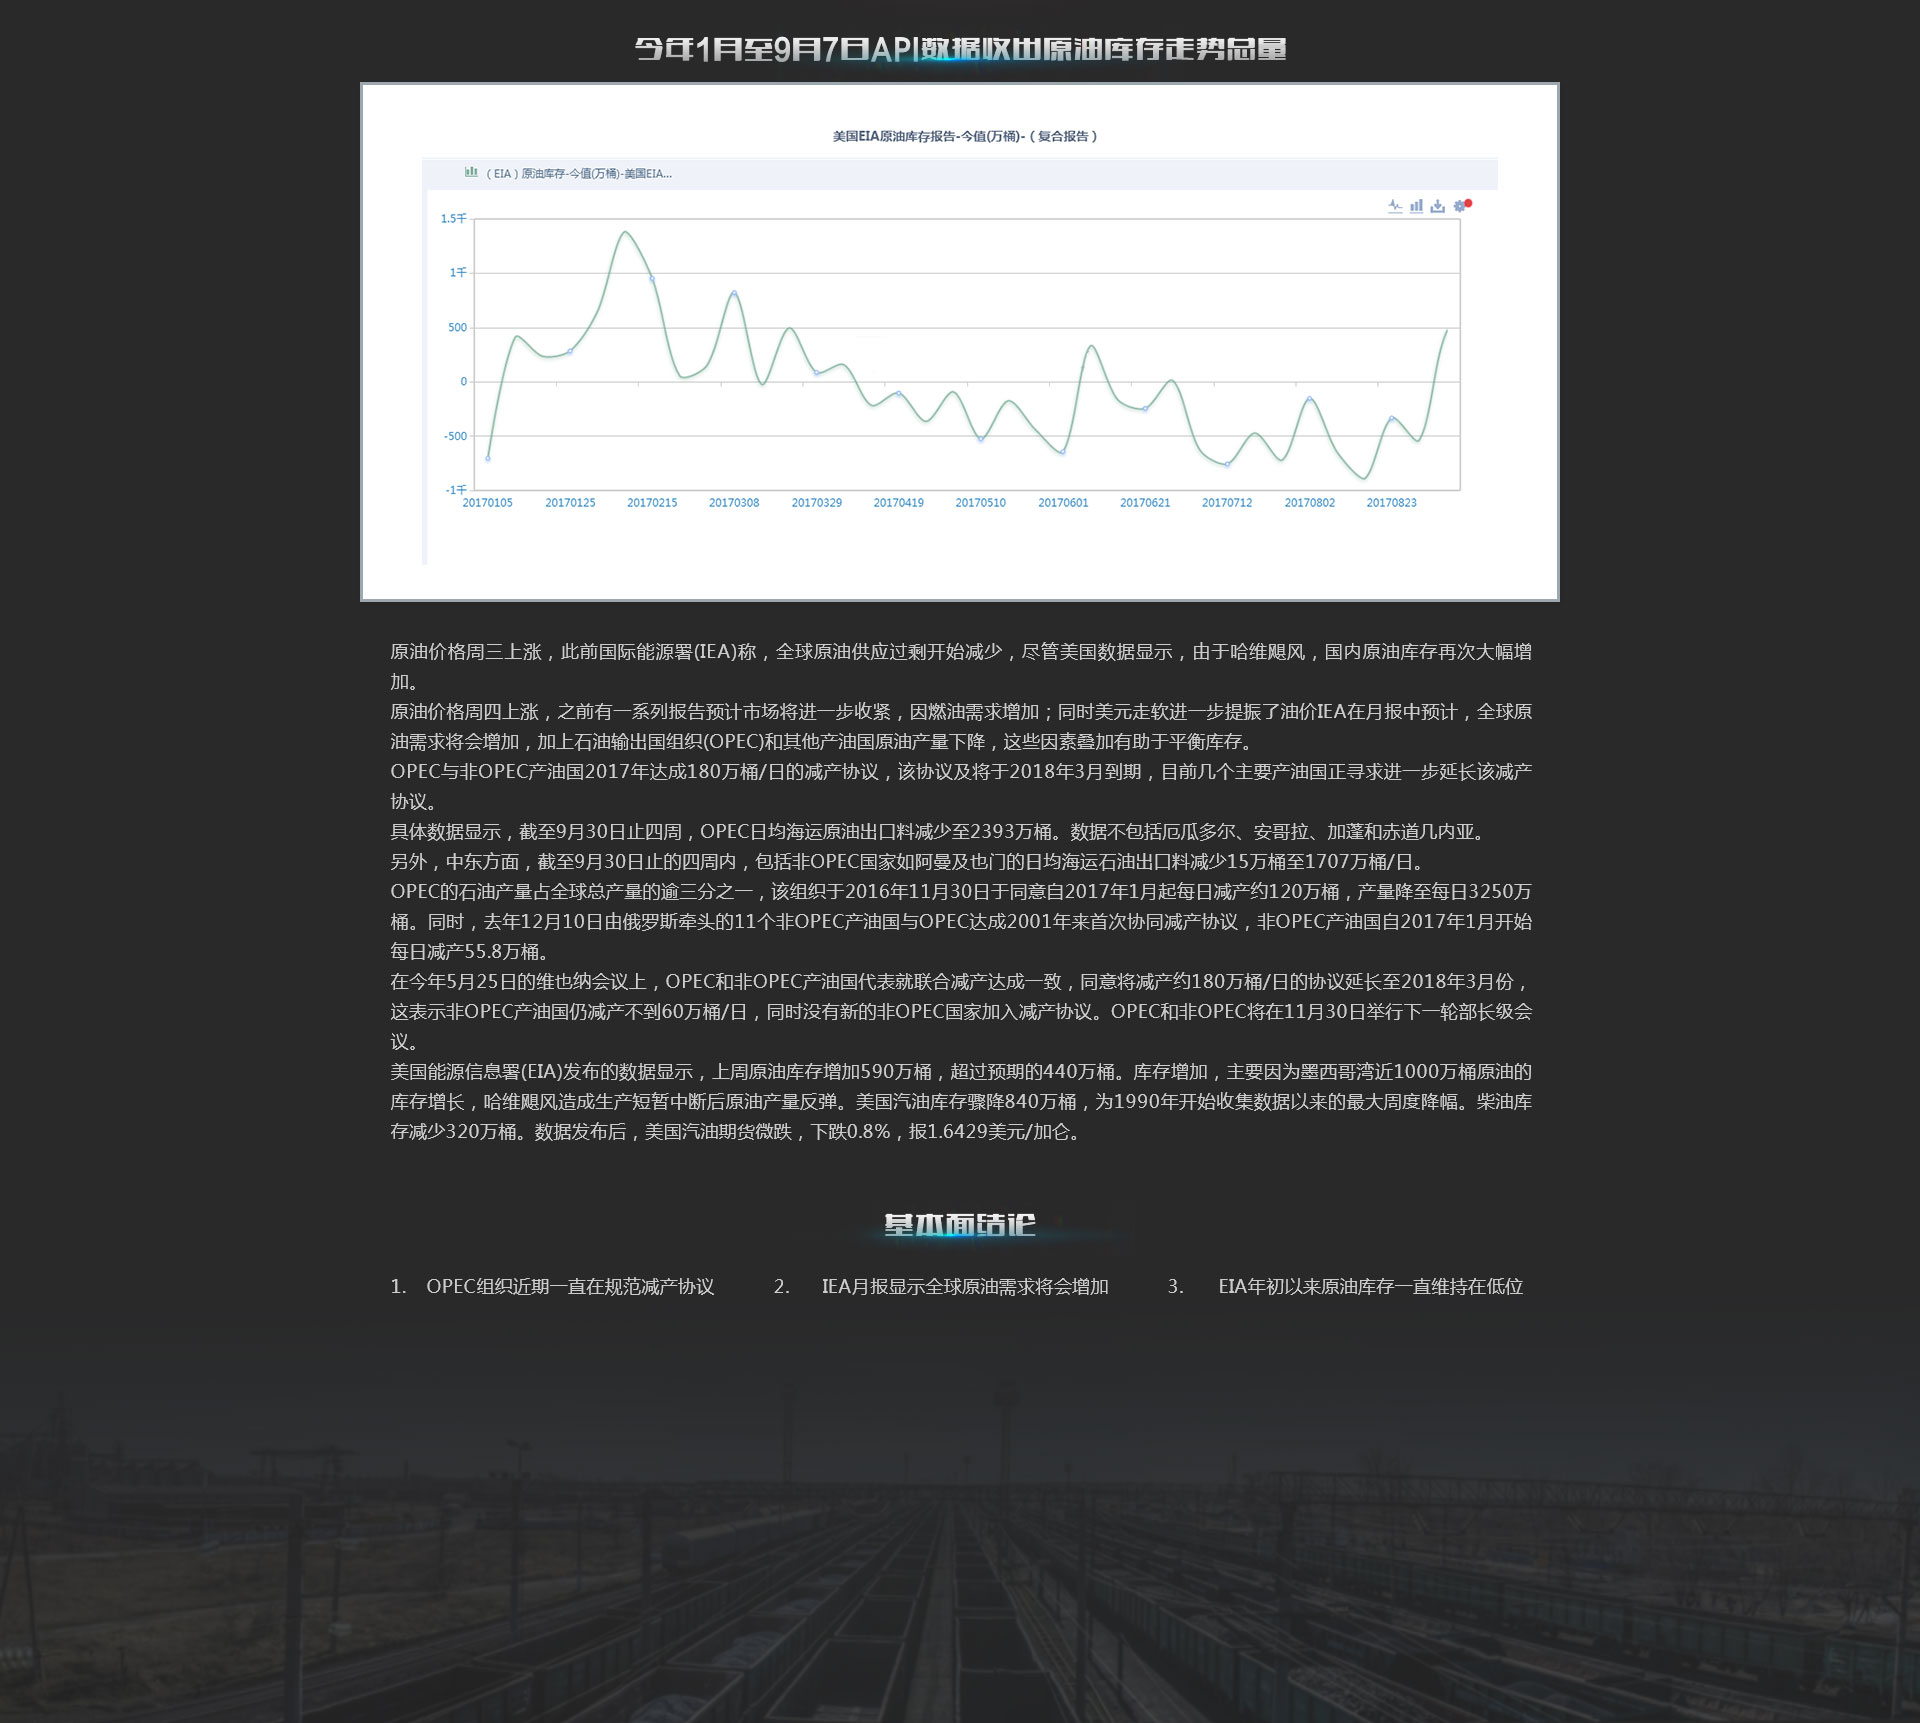 今年1月至9月7日API数据收出原油库存走势总量
美国EIA原油库存报告-今值(万桶)-（复合报告）
（EIA）原油库存-今值(万桶)-美国EIA...
1.5千
1千
500
0
-500
-1千
20170105 20170125 20170215 20170308 20170329 20170419 20170510 20170601 20170621 20170712 20170802 20170823
原油价格周三上涨，此前国际能源署(IEA)称，全球原油供应过剩开始减少，尽管美国数据显示，由于哈维飓风，国内原油库存再次大幅增
加。
原油价格周四上涨，之前有一系列报告预计市场将进一步收紧，因燃油需求增加；同时美元走软进一步提振了油价IEA在月报中预计，全球原
油需求将会增加，加上石油输出国组织(OPEC)和其他产油国原油产量下降，这些因素叠加有助于平衡库存。
OPEC与非OPEC产油国2017年达成180万桶/日的减产协议，该协议及将于2018年3月到期，目前几个主要产油国正寻求进一步延长该减产
协议。
具体数据显示，截至9月30日止四周，OPEC日均海运原油出口料减少至2393万桶。数据不包括厄瓜多尔、安哥拉、加蓬和赤道几内亚。
另外，中东方面，截至9月30日止的四周内，包括非OPEC国家如阿曼及也门的日均海运石油出口料减少15万桶至1707万桶/日。
OPEC的石油产量占全球总产量的逾三分之一，该组织于2016年11月30日于同意自2017年1月起每日减产约120万桶，产量降至每日3250万
桶。同时，去年12月10日由俄罗斯牵头的11个非OPEC产油国与OPEC达成2001年来首次协同减产协议，非OPEC产油国自2017年1月开始
每日减产55.8万桶。
在今年5月25日的维也纳会议上，OPEC和非OPEC产油国代表就联合减产达成一致，同意将减产约180万桶/日的协议延长至2018年3月份，
这表示非OPEC产油国仍减产不到60万桶/日，同时没有新的非OPEC国家加入减产协议。OPEC和非OPEC将在11月30日举行下一轮部长级会
议。
美国能源信息署(EIA)发布的数据显示，上周原油库存增加590万桶，超过预期的440万桶。库存增加，主要因为墨西哥湾近1000万桶原油的
库存增长，哈维飓风造成生产短暂中断后原油产量反弹。美国汽油库存骤降840万桶，为1990年开始收集数据以来的最大周度降幅。柴油库
存减少320万桶。数据发布后，美国汽油期货微跌，下跌0.8%，报1.6429美元/加仑。
基本面结论
1. OPEC组织近期一直在规范减产协议 2. IEA月报显示全球原油需求将会增加 3. EIA年初以来原油库存一直维持在低位